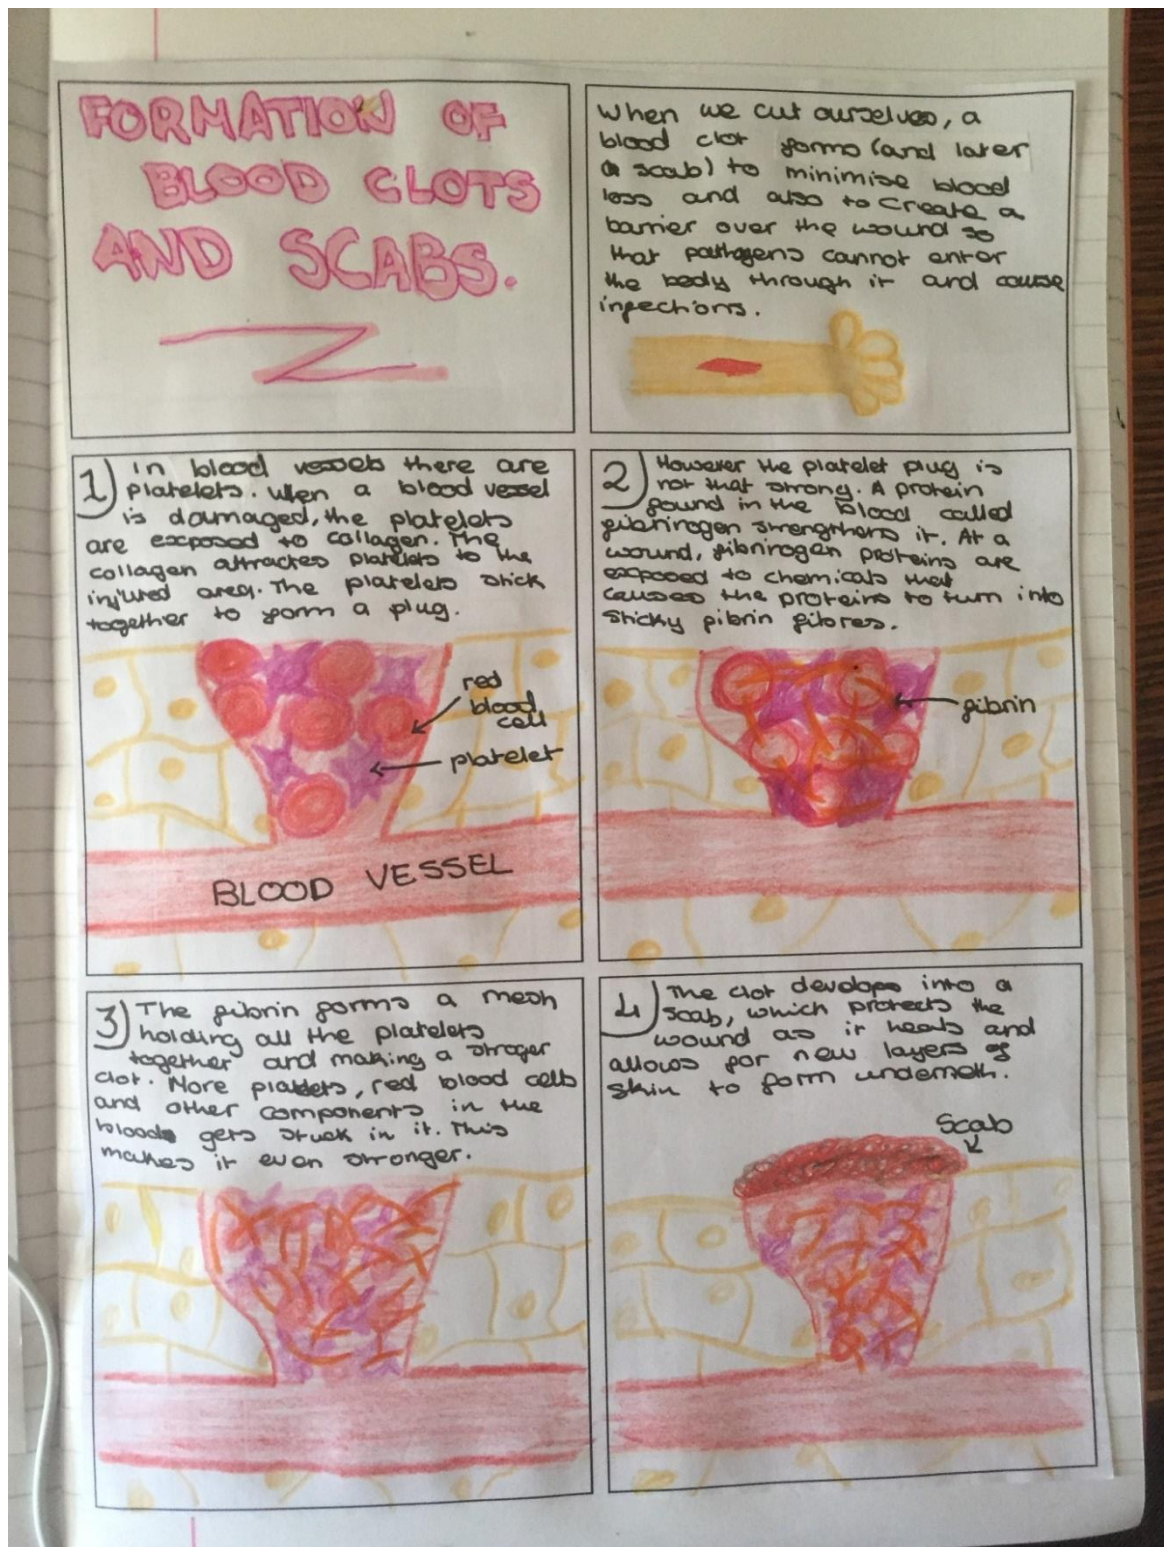 FORMATION OF
BLOOD CLOTS
AND SCABS.
When we cut ourselves, a
blood clot forms (and later
a scab) to minimise blood
loss and also to create a
barrier over the wound so
that pathogens cannot enter
the body through it and cause
infections.
1) In blood vessels there are
platelets. When a blood vessel
is damaged, the platelets
are exposed to collagen. The
collagen attractes platelets to the
injured area. The platelets stick
together to form a plug.
red
blood
cell
platelet
BLOOD VESSEL
2) However the platelet plug is
not that strong. A protein
found in the blood called
fibrirogen strengthens it. At a
wound, fibrirogen proteins are
exposed to chemicals that
causes the proteins to turn into
sticky fibrin fibres.
fibrin
3) The fibrin forms a mesh
holding all the platelets
together and making a stroger
clot. More platelets, red blood cells
and other components in the
blood gets stuck in it. This
makes it even stronger.
4) The clot develops into a
scab, which protects the
wound as it heals and
allows for new layers of
skin to form underneath.
Scab